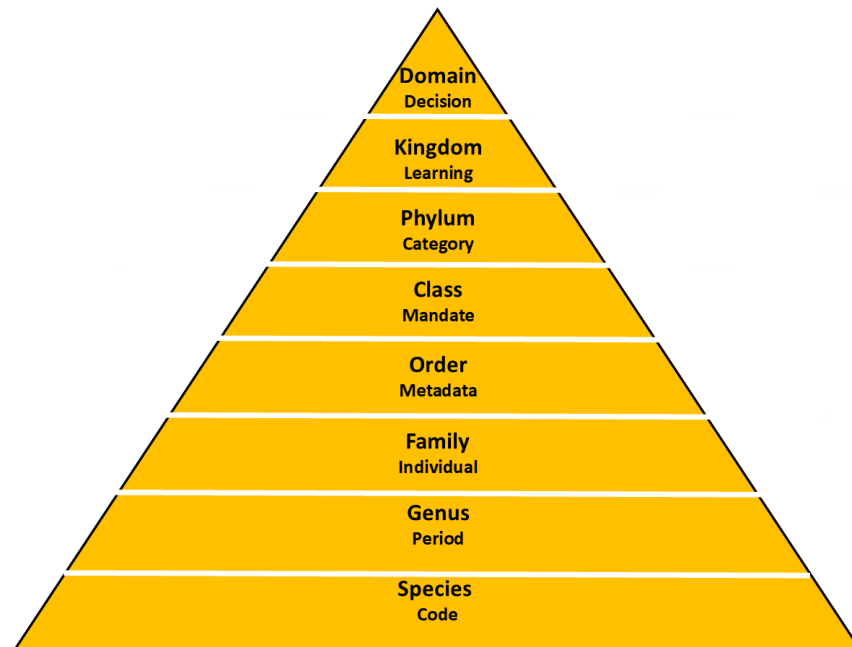 Domain
Decision
Kingdom
Learning
Phylum
Category
Class
Mandate
Order
Metadata
Family
Individual
Genus
Period
Species
Code